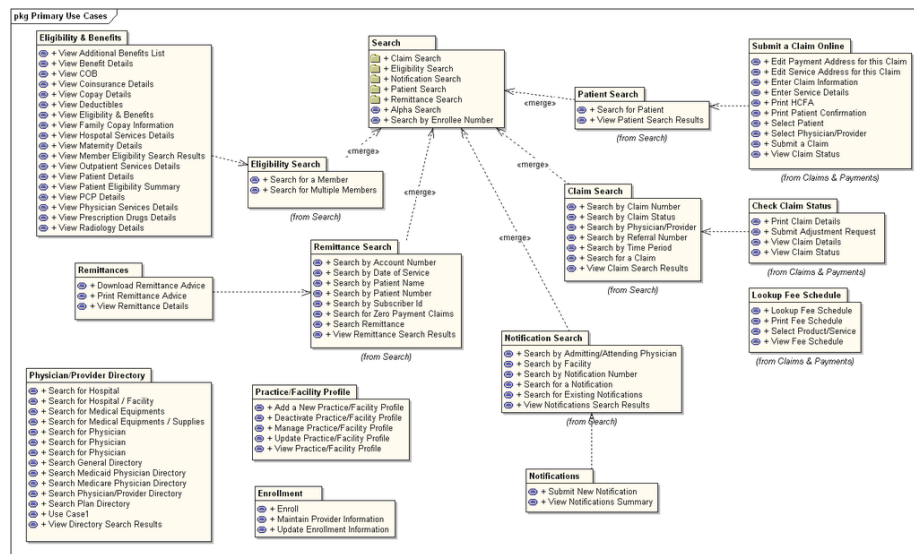 pkg Primary Use Cases
Eligibility & Benefits
+ View Additional Benefits List
+ View Benefit Details
+ View COB
+ View Coinsurance Details
+ View Copay Details
+ View Deductibles
+ View Eligibility & Benefits
+ View Family Copay Information
+ View Hospotal Services Details
+ View Maternity Details
+ View Member Eligibility Search Results
+ View Outpatient Services Details
+ View Patient Details
+ View Patient Eligibility Summary
+ View PCP Details
+ View Physician Services Details
+ View Prescription Drugs Details
+ View Radiology Details
Search
+ Claim Search
+ Eligibility Search
+ Notification Search
+ Patient Search
+ Remittance Search
+ Alpha Search
+ Search by Enrollee Number
«merge»
Patient Search
+ Search for Patient
+ View Patient Search Results
(from Search)
Submit a Claim Online
+ Edit Payment Address for this Claim
+ Edit Service Address for this Claim
+ Enter Claim Information
+ Enter Service Details
+ Print HCFA
+ Print Patient Confirmation
+ Select Patient
+ Select Physician/Provider
+ Submit a Claim
+ View Claim Status
(from Claims & Payments)
«merge»
«merge»
«merge»
«merge»
Eligibility Search
+ Search for a Member
+ Search for Multiple Members
(from Search)
Claim Search
+ Search by Claim Number
+ Search by Claim Status
+ Search by Physician/Provider
+ Search by Referral Number
+ Search by Time Period
+ Search for a Claim
+ View Claim Search Results
(from Search)
Check Claim Status
+ Print Claim Details
+ Submit Adjustment Request
+ View Claim Details
+ View Claim Status
(from Claims & Payments)
Remittance Search
+ Search by Account Number
+ Search by Date of Service
+ Search by Patient Name
+ Search by Patient Number
+ Search by Subscriber Id
+ Search for Zero Payment Claims
+ Search Remittance
+ View Remittance Search Results
(from Search)
Remittances
+ Download Remittance Advice
+ Print Remittance Advice
+ View Remittance Details
Lookup Fee Schedule
+ Lookup Fee Schedule
+ Print Fee Schedule
+ Select Product/Service
+ View Fee Schedule
(from Claims & Payments)
Notification Search
+ Search by Admitting/Attending Physician
+ Search by Facility
+ Search by Notification Number
+ Search for a Notification
+ Search for Existing Notifications
+ View Notifications Search Results
(from Search)
Physician/Provider Directory
+ Search for Hospital
+ Search for Hospital / Facility
+ Search for Medical Equipments
+ Search for Medical Equipments / Supplies
+ Search for Physician
+ Search for Physician
+ Search for Physician
+ Search General Directory
+ Search Medicaid Physician Directory
+ Search Medicare Physician Directory
+ Search Physician/Provider Directory
+ Search Plan Directory
+ Use Case1
+ View Directory Search Results
Practice/Facility Profile
+ Add a New Practice/Facility Profile
+ Deactivate Practice/Facility Profile
+ Manage Practice/Facility Profile
+ Update Practice/Facility Profile
+ View Practice/Facility Profile
Enrollment
+ Enroll
+ Maintain Provider Information
+ Update Enrollment Information
Notifications
+ Submit New Notification
+ View Notifications Summary